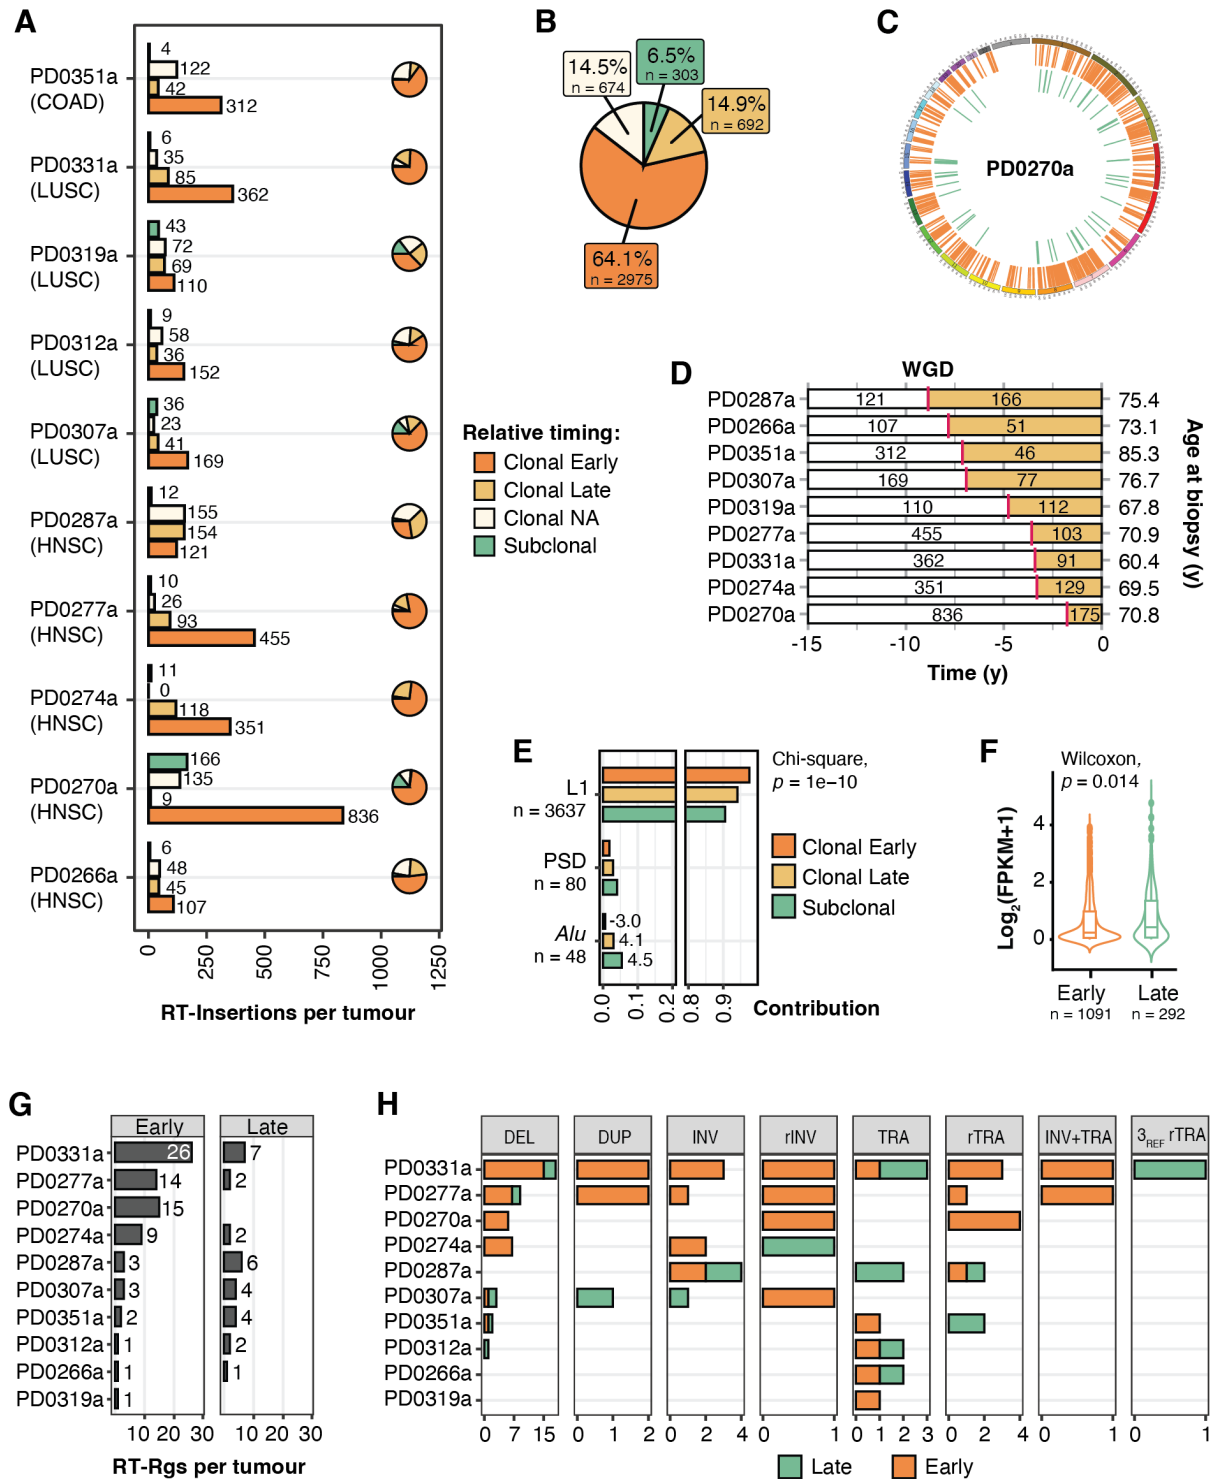 A
PD0351a
(COAD)
4
122
42
312
PD0331a
(LUSC)
6
35
85
362
PD0319a
(LUSC)
43
72
69
110
PD0312a
(LUSC)
9
58
36
152
PD0307a
(LUSC)
36
23
41
169
PD0287a
(HNSC)
12
155
154
121
PD0277a
(HNSC)
10
26
93
455
PD0274a
(HNSC)
11
0
118
351
PD0270a
(HNSC)
166
135
9
836
PD0266a
(HNSC)
6
48
45
107
0 250 500 750 1000 1250
RT-Insertions per tumour
B
14.5%
n = 674
6.5%
n = 303
14.9%
n = 692
64.1%
n = 2975
Relative timing:
Clonal Early
Clonal Late
Clonal NA
Subclonal
C
PD0270a
D
WGD
PD0287a 121 166 75.4
PD0266a 107 51 73.1
PD0351a 312 46 85.3
PD0307a 169 77 76.7
PD0319a 110 112 67.8
PD0277a 455 103 70.9
PD0331a 362 91 60.4
PD0274a 351 129 69.5
PD0270a 836 175 70.8
-15 -10 -5 0
Time (y)
Age at biopsy (y)
E
L1
n = 3637
PSD
n = 80
Alu
n = 48
-3.0
4.1
4.5
0.0 0.1 0.2 0.8 0.9
Contribution
Chi-square,
p = 1e-10
Clonal Early
Clonal Late
Subclonal
F
Wilcoxon,
p = 0.014
Log2(FPKM+1)
4
2
0
Early Late
n = 1091 n = 292
G
Early Late
PD0331a 26 7
PD0277a 14 2
PD0270a 15
PD0274a 9 2
PD0287a 3 6
PD0307a 3 4
PD0351a 2 4
PD0312a 1 2
PD0266a 1 1
PD0319a 1
10 20 30 10 20 30
RT-Rgs per tumour
H
DEL DUP INV rINV TRA rTRA INV+TRA 3REF rTRA
PD0331a
PD0277a
PD0270a
PD0274a
PD0287a
PD0307a
PD0351a
PD0312a
PD0266a
PD0319a
0 7 15 0 1 2 0 2 4 0 1 0 1 2 3 0 2 4 0 1 0 1
Late Early